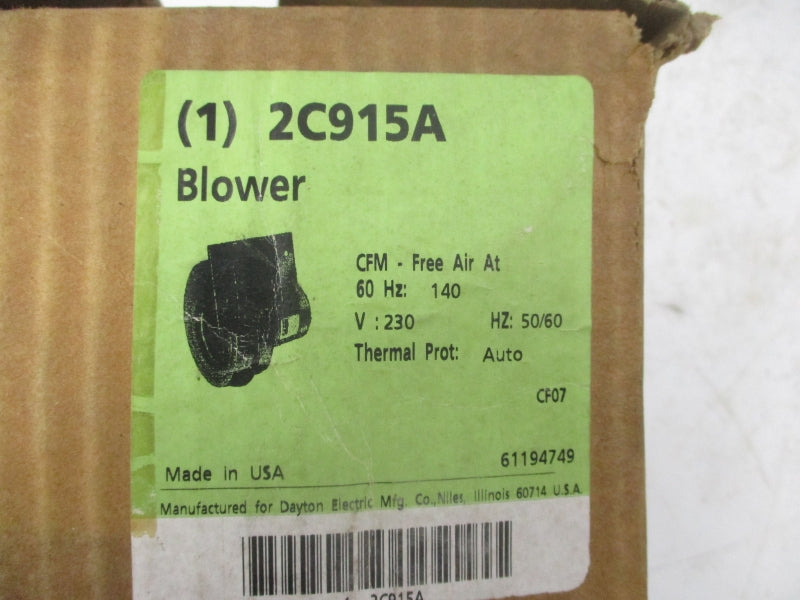 (1) 2C915A
Blower
CFM - Free Air At
60 Hz: 140
V : 230 HZ: 50/60
Thermal Prot: Auto
CF07
61194749
Made in USA
Manufactured for Dayton Electric Mfg. Co.,Niles, Illinois 60714 U.S.A.
2C915A